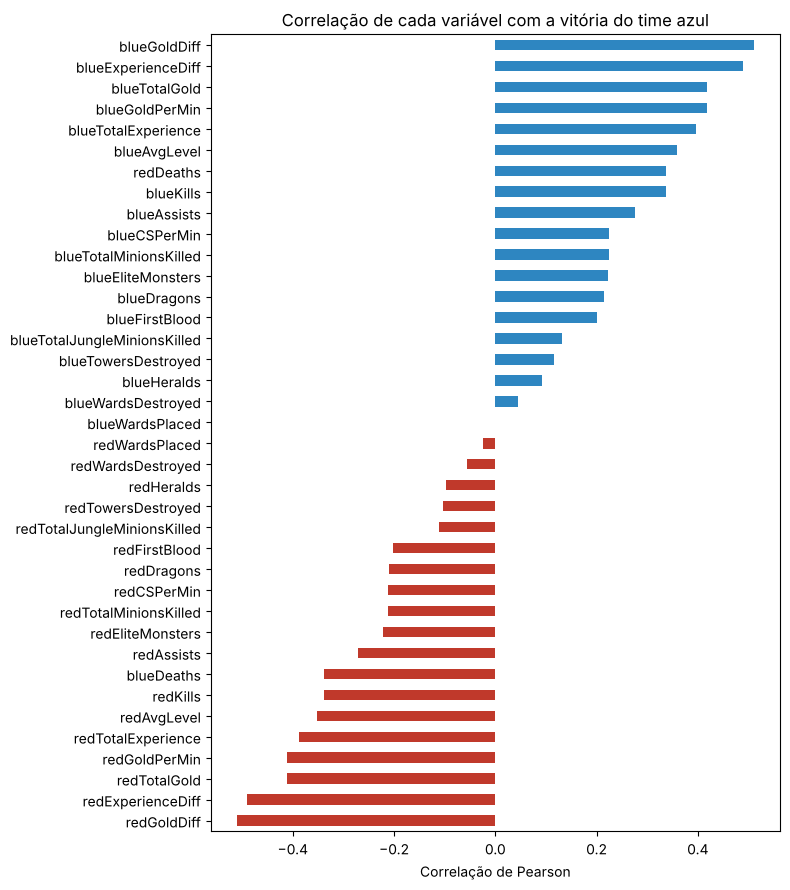 Correlação de cada variável com a vitória do time azul
blueGoldDiff
blueExperienceDiff
blueTotalGold
blueGoldPerMin
blueTotalExperience
blueAvgLevel
redDeaths
blueKills
blueAssists
blueCSPerMin
blueTotalMinionsKilled
blueEliteMonsters
blueDragons
blueFirstBlood
blueTotalJungleMinionsKilled
blueTowersDestroyed
blueHeralds
blueWardsDestroyed
blueWardsPlaced
redWardsPlaced
redWardsDestroyed
redHeralds
redTowersDestroyed
redTotalJungleMinionsKilled
redFirstBlood
redDragons
redCSPerMin
redTotalMinionsKilled
redEliteMonsters
redAssists
blueDeaths
redKills
redAvgLevel
redTotalExperience
redGoldPerMin
redTotalGold
redExperienceDiff
redGoldDiff
−0.4 −0.2 0.0 0.2 0.4
Correlação de Pearson